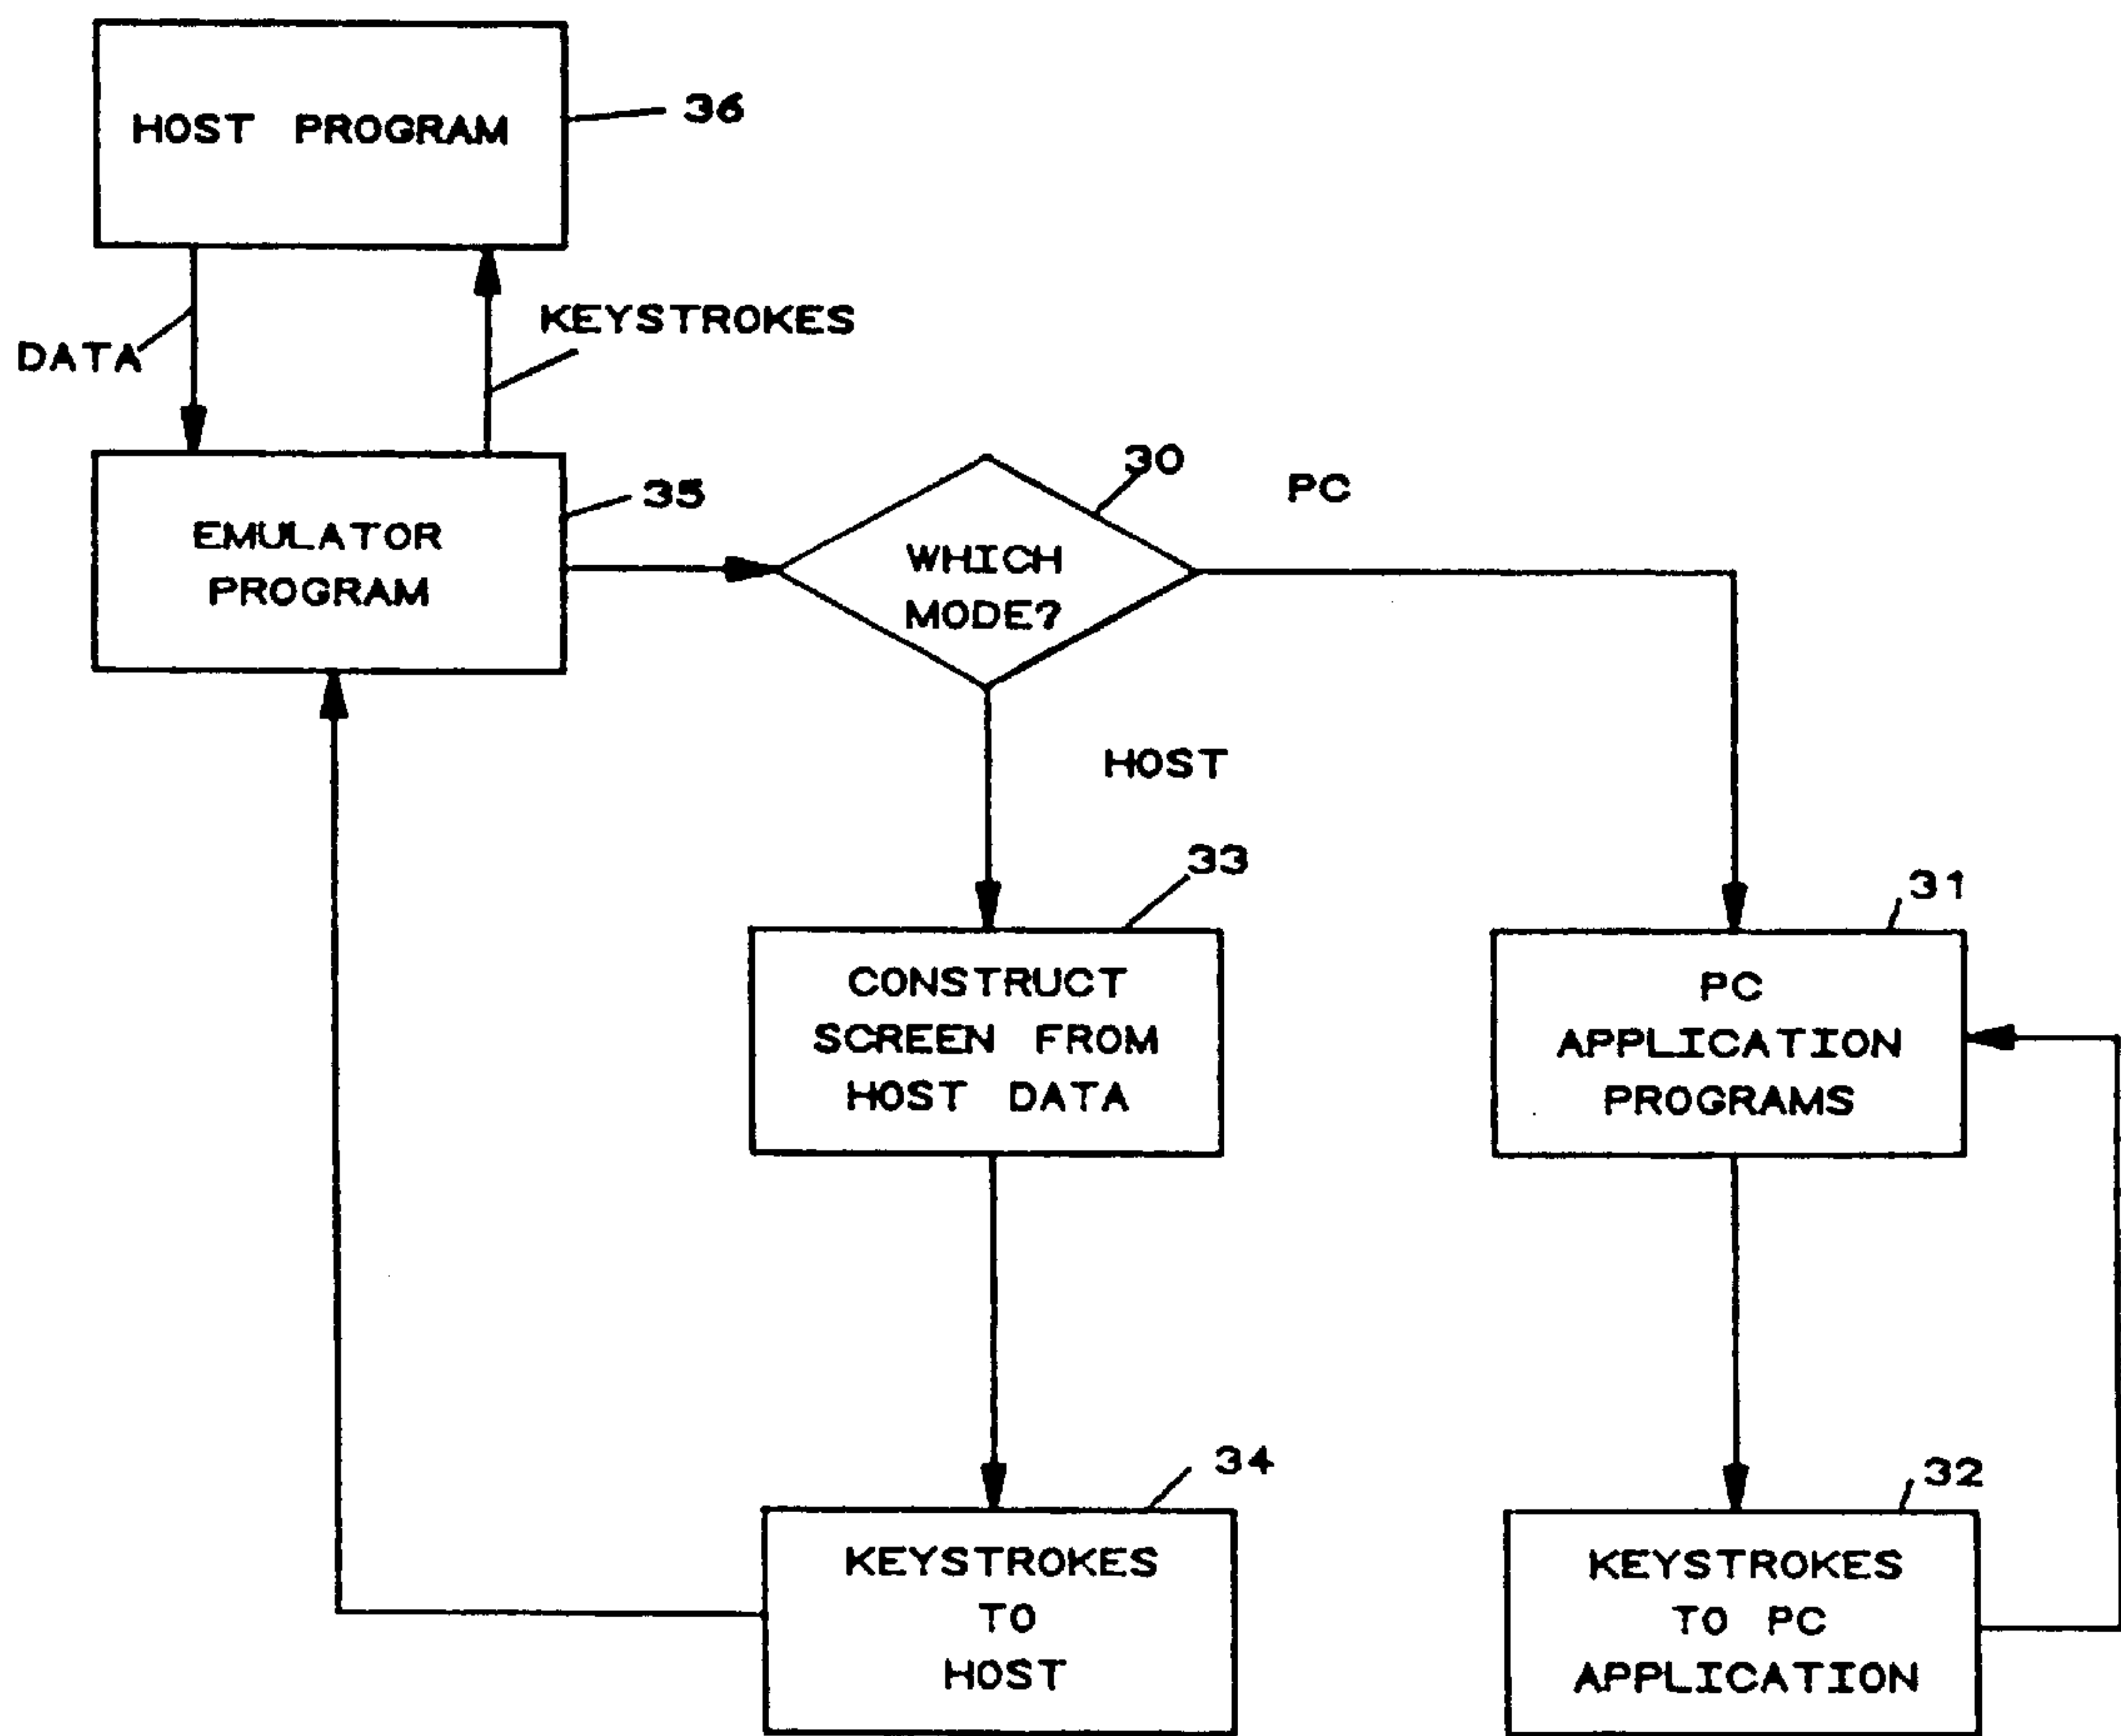 HOST PROGRAM
36
DATA
KEYSTROKES
EMULATOR
PROGRAM
35
WHICH
MODE?
30
PC
HOST
CONSTRUCT
SCREEN FROM
HOST DATA
33
PC
APPLICATION
PROGRAMS
31
KEYSTROKES
TO
HOST
34
KEYSTROKES
TO PC
APPLICATION
32